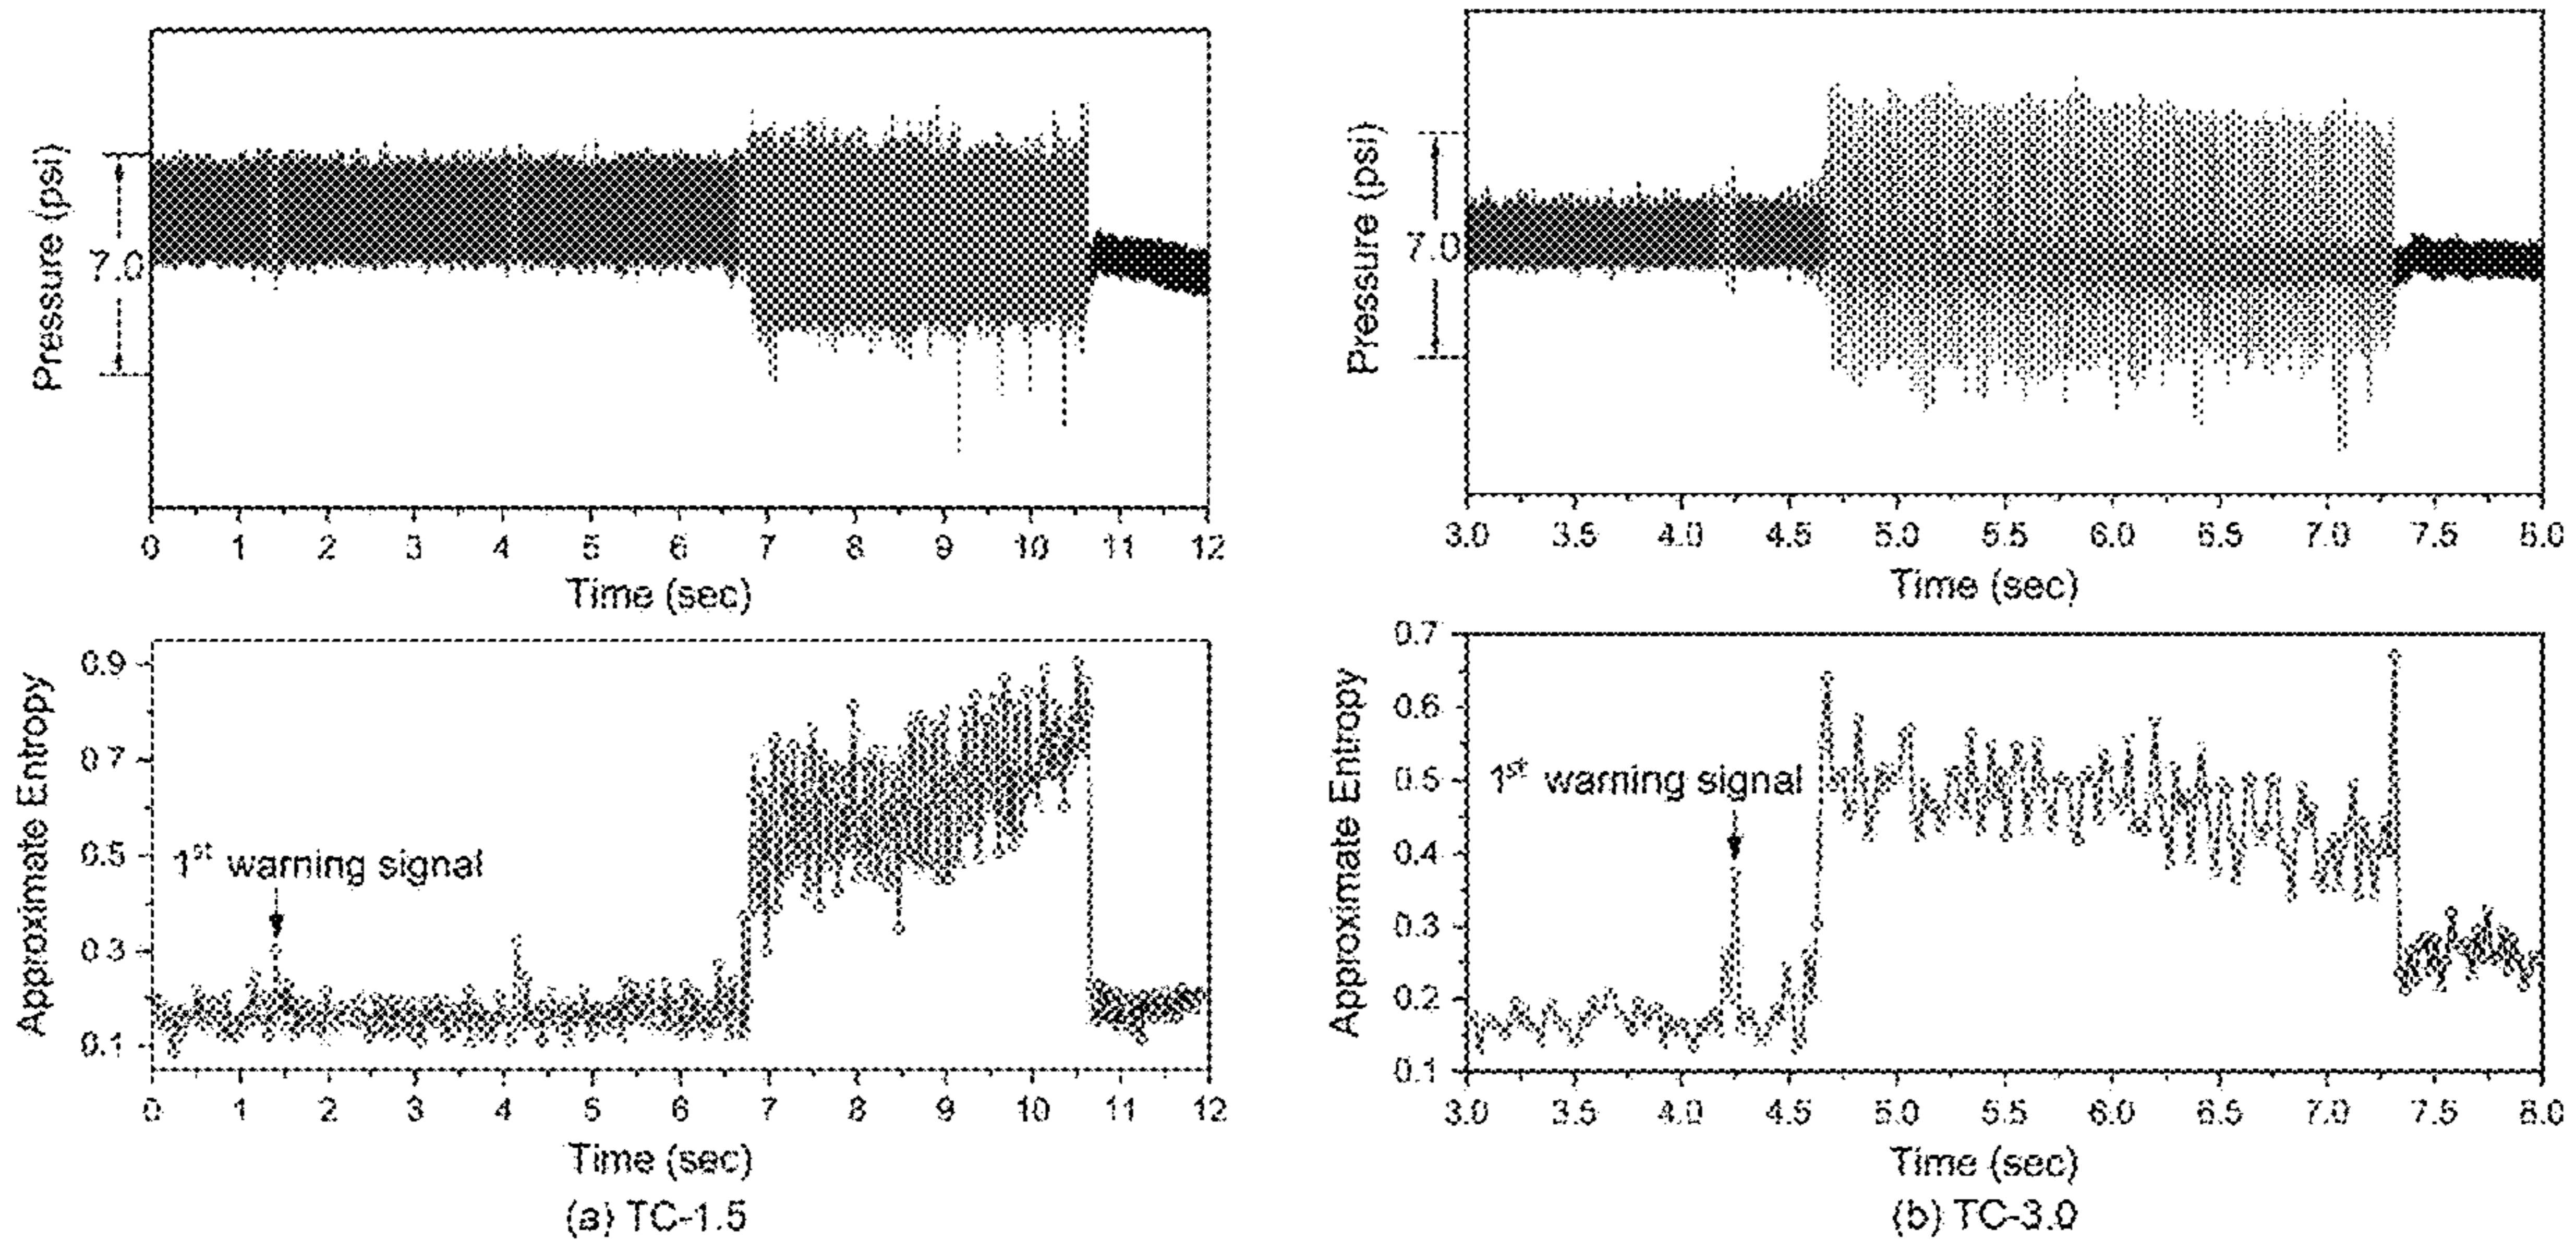 Pressure (psi)
7.0
0 1 2 3 4 5 6 7 8 9 10 11 12
Time (sec)
Pressure (psi)
7.0
3.0 3.5 4.0 4.5 5.0 5.5 6.0 6.5 7.0 7.5 8.0
Time (sec)
Approximate Entropy
0.9
0.7
0.5
0.3
0.1
1st warning signal
0 1 2 3 4 5 6 7 8 9 10 11 12
Time (sec)
(a) TC-1.5
Approximate Entropy
0.7
0.6
0.5
0.4
0.3
0.2
0.1
1st warning signal
3.0 3.5 4.0 4.5 5.0 5.5 6.0 6.5 7.0 7.5 8.0
Time (sec)
(b) TC-3.0